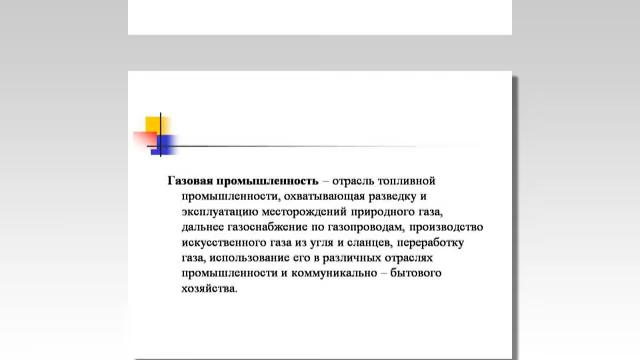 Газовая промышленность – отрасль топливной
промышленности, охватывающая разведку и
эксплуатацию месторождений природного газа,
дальнее газоснабжение по газопроводам, производство
искусственного газа из угля и сланцев, переработку
газа, использование его в различных отраслях
промышленности и коммуникально – бытового
хозяйства.